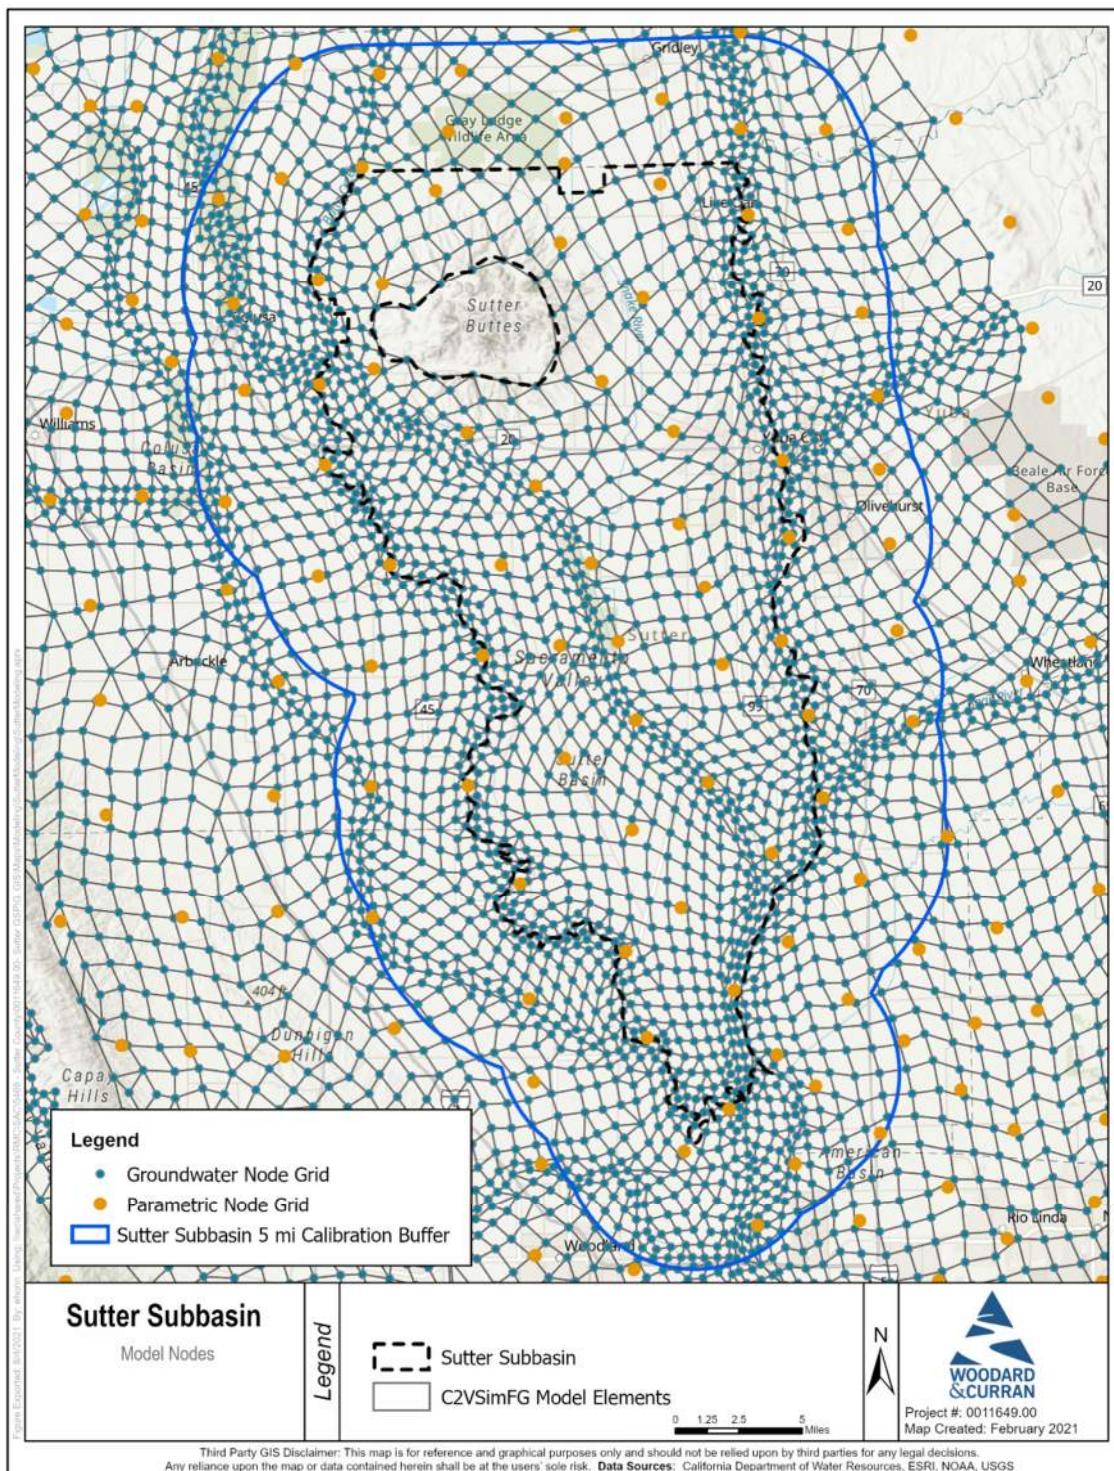 Gridley
Gray Lodge
Wildlife Area
45
Live Oak
70
20
Colusa
Sutter
Buttes
Snake River
Williams
20
Yuba City
Yuba
Colusa
Basin
Beale Air Force
Base
Olivehurst
Sutter
Arbuckle
Sacramento
Valley
Wheatland
45
99
70
Bear River
Sutter
Basin
404 ft
Dunnigan
Hills
Capay
Hills
American
Basin
Rio Linda
Woodland
Legend
Groundwater Node Grid
Parametric Node Grid
Sutter Subbasin 5 mi Calibration Buffer
Sutter Subbasin
Model Nodes
Legend
Sutter Subbasin
C2VSimFG Model Elements
0 1.25 2.5 5
Miles
N
WOODARD
&CURRAN
Project #: 0011649.00
Map Created: February 2021
Third Party GIS Disclaimer: This map is for reference and graphical purposes only and should not be relied upon by third parties for any legal decisions.
Any reliance upon the map or data contained herein shall be at the users' sole risk. Data Sources: California Department of Water Resources, ESRI, NOAA, USGS